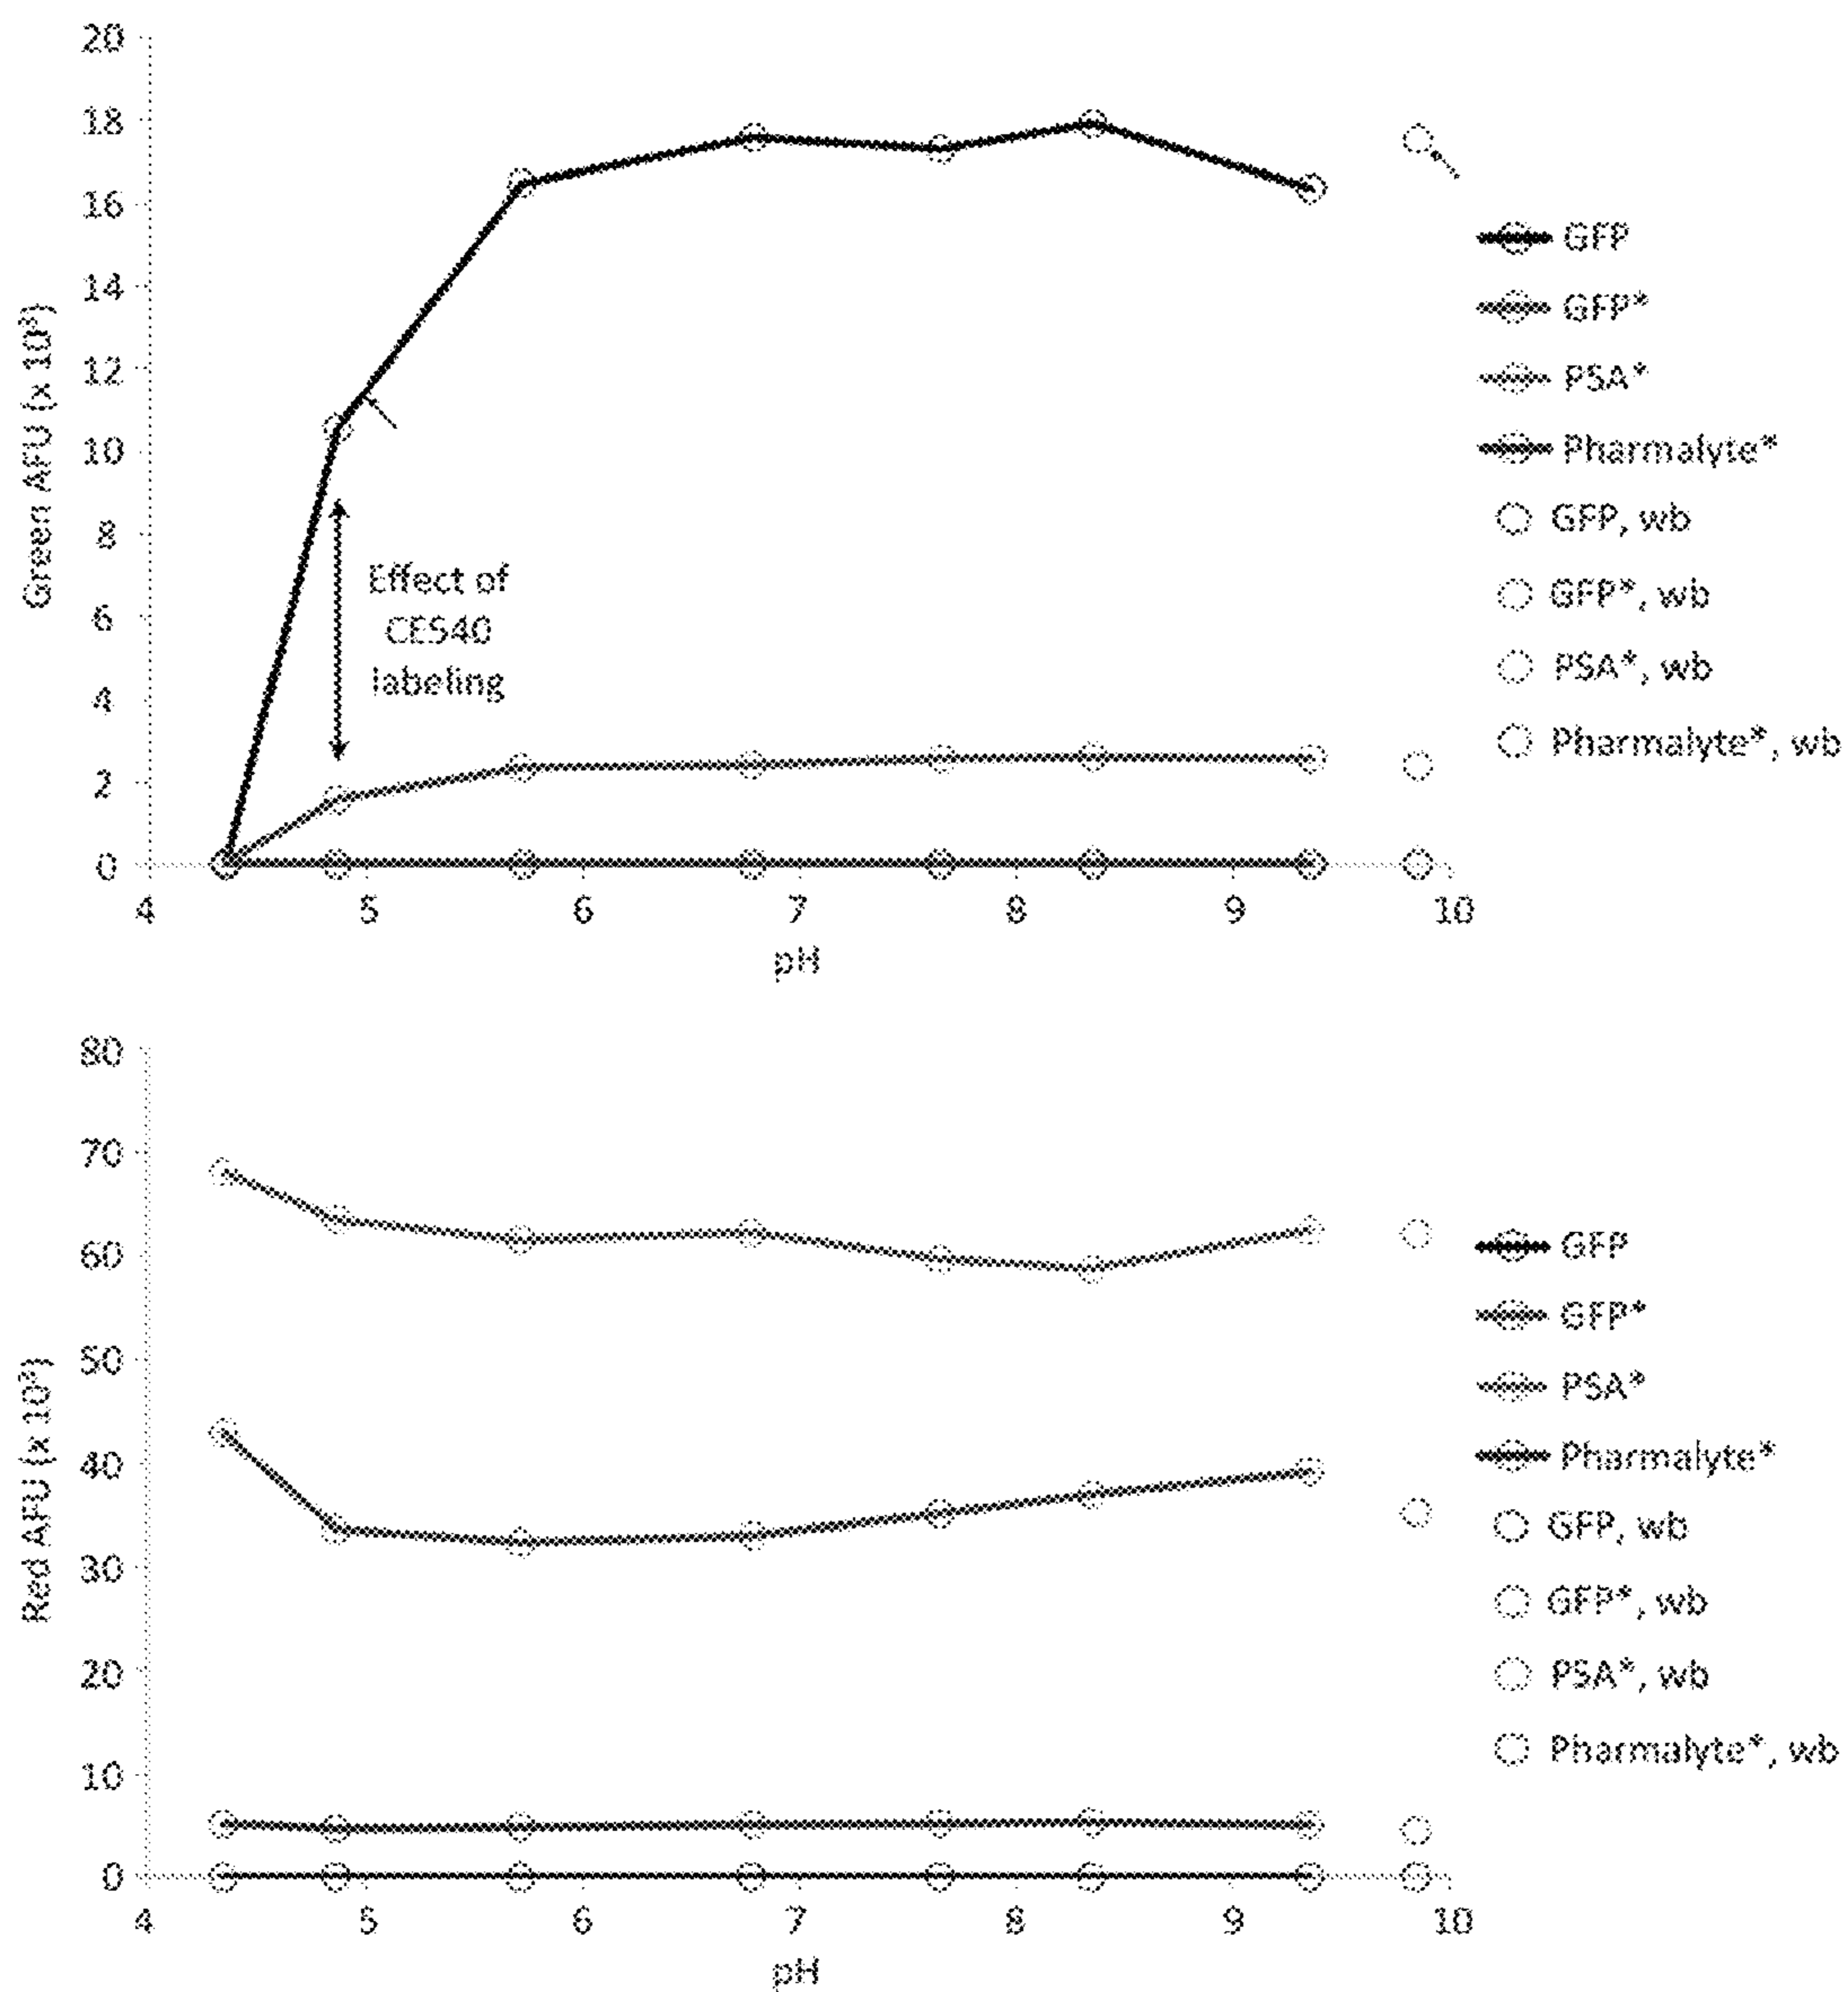 20
18
16
14
12
10
8
6
4
2
0
Green AFU (x 10³)
4 5 6 7 8 9 10
pH
Effect of
CE540
labeling
GFP
GFP*
PSA*
Pharmalyte*
GFP, wb
GFP*, wb
PSA*, wb
Pharmalyte*, wb
80
70
60
50
40
30
20
10
0
Red AFU (x 10³)
4 5 6 7 8 9 10
pH
GFP
GFP*
PSA*
Pharmalyte*
GFP, wb
GFP*, wb
PSA*, wb
Pharmalyte*, wb